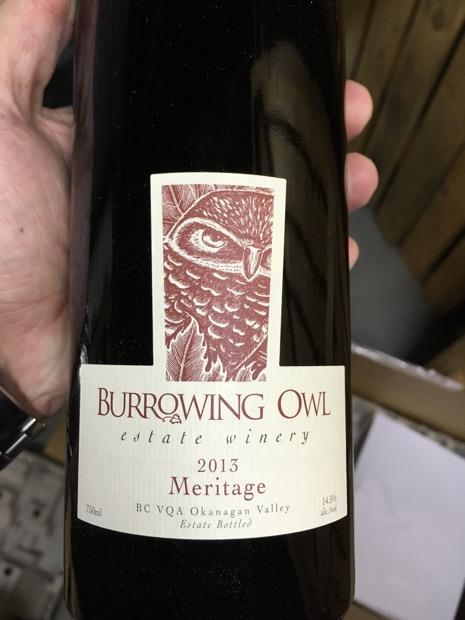 BURROWING OWL
estate winery
2013
Meritage
750ml
BC VQA Okanagan Valley
14.5% alc./vol.
Estate Bottled